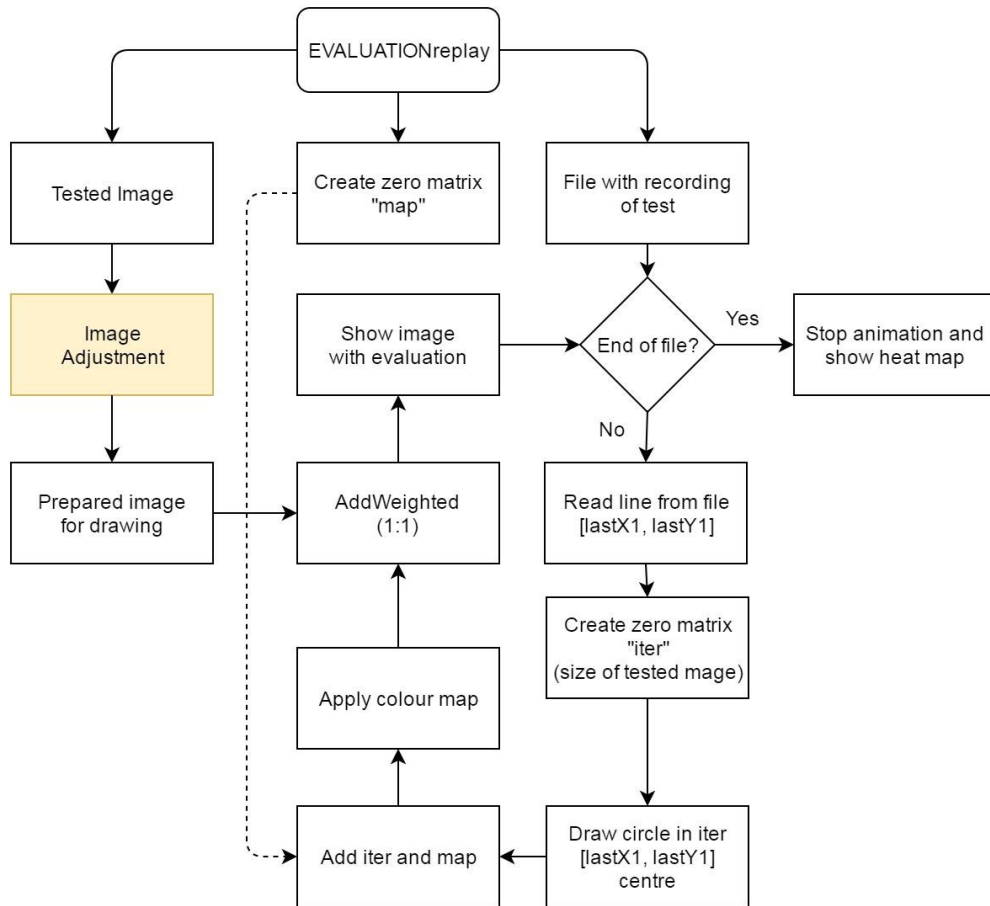 EVALUATIONreplay
Tested Image
Create zero matrix
"map"
File with recording
of test
Image
Adjustment
Show image
with evaluation
End of file?
Yes
Stop animation and
show heat map
No
Prepared image
for drawing
AddWeighted
(1:1)
Read line from file
[lastX1, lastY1]
Create zero matrix
"iter"
(size of tested mage)
Apply colour map
Add iter and map
Draw circle in iter
[lastX1, lastY1]
centre